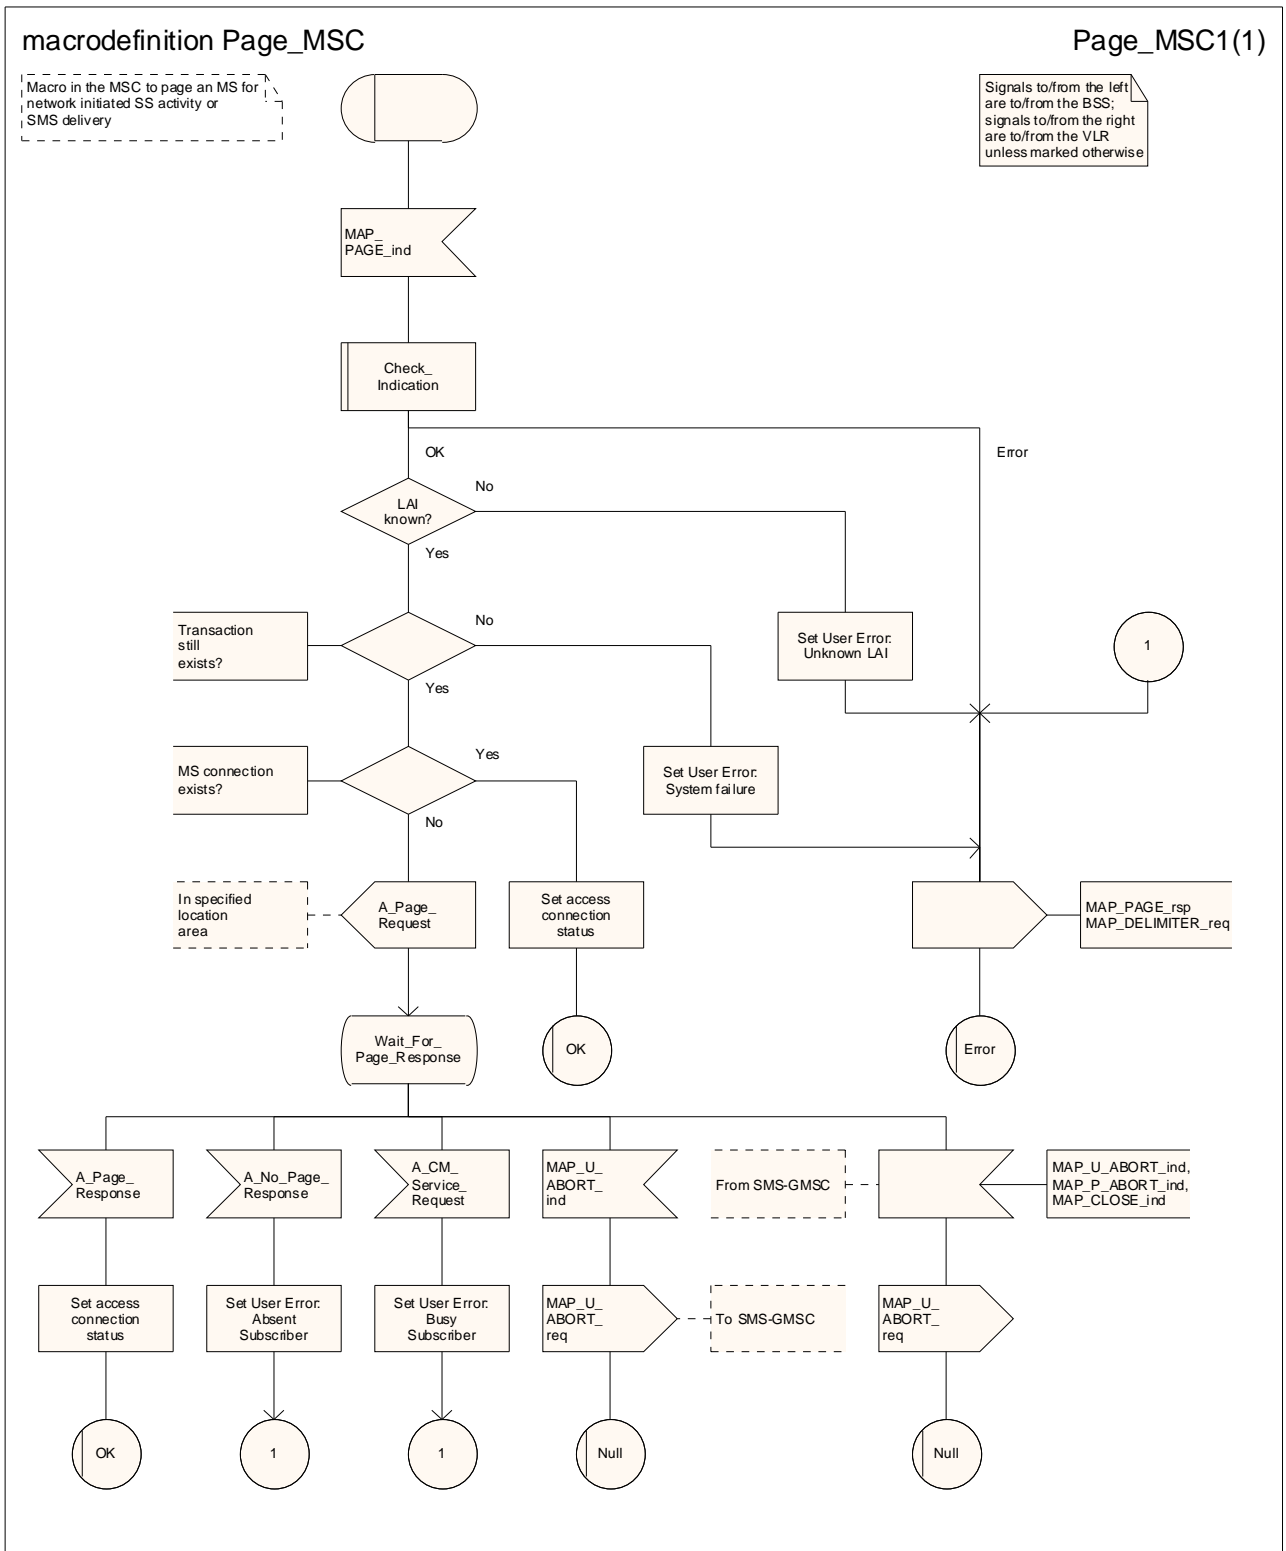 macrodefinition Page_MSC
Page_MSC1(1)
Macro in the MSC to page an MS for
network initiated SS activity or
SMS delivery
Signals to/from the left
are to/from the BSS;
signals to/from the right
are to/from the VLR
unless marked otherwise
MAP_
PAGE_ind
Check_
Indication
OK
Error
No
LAI
known?
Yes
Transaction
still
exists?
No
Set User Error:
Unknown LAI
1
Yes
MS connection
exists?
Yes
Set User Error:
System failure
No
In specified
location
area
A_Page_
Request
Set access
connection
status
MAP_PAGE_rsp
MAP_DELIMITER_req
Wait_For_
Page_Response
OK
Error
A_Page_
Response
A_No_Page_
Response
A_CM_
Service_
Request
MAP_U_
ABORT_
ind
From SMS-GMSC
MAP_U_ABORT_ind,
MAP_P_ABORT_ind,
MAP_CLOSE_ind
Set access
connection
status
Set User Error:
Absent
Subscriber
Set User Error:
Busy
Subscriber
MAP_U_
ABORT_
req
To SMS-GMSC
MAP_U_
ABORT_
req
OK
1
1
Null
Null